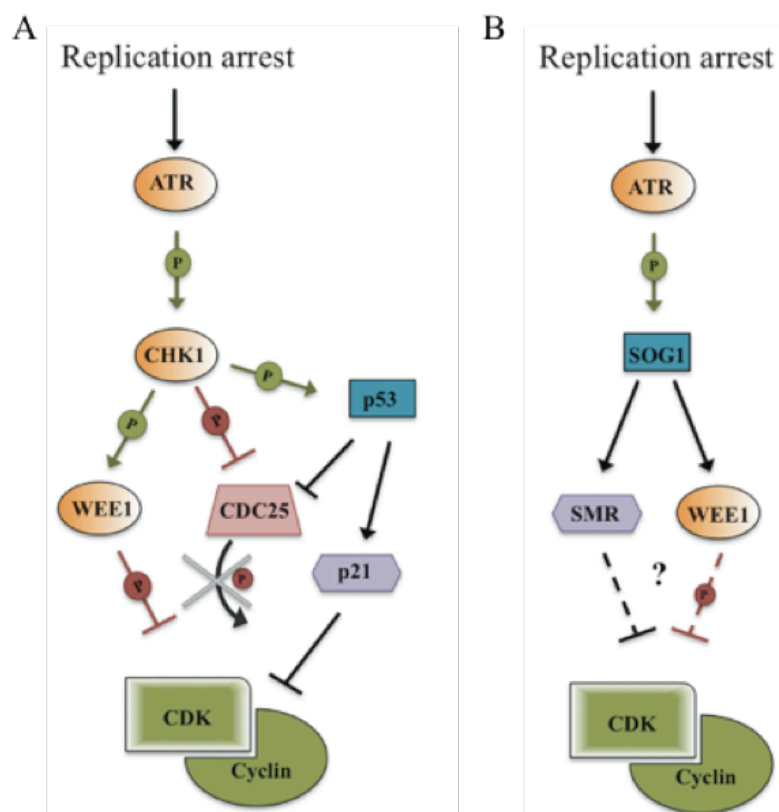 A
Replication arrest
ATR
P
CHK1
P
p53
P
P
WEE1
CDC25
P
P
p21
CDK
Cyclin
B
Replication arrest
ATR
P
SOG1
SMR
WEE1
?
P
CDK
Cyclin